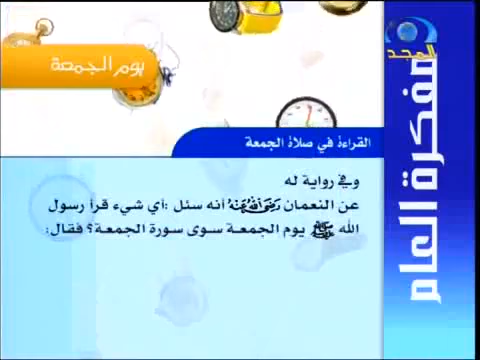 المجد
يوم الجمعة
مفكرة العام
القراءة في صلاة الجمعة
وفي رواية له
عن النعمان رضي الله عنه أنه سئل :أي شيء قرأ رسول
الله ﷺ يوم الجمعة سوى سورة الجمعة؟ فقال: